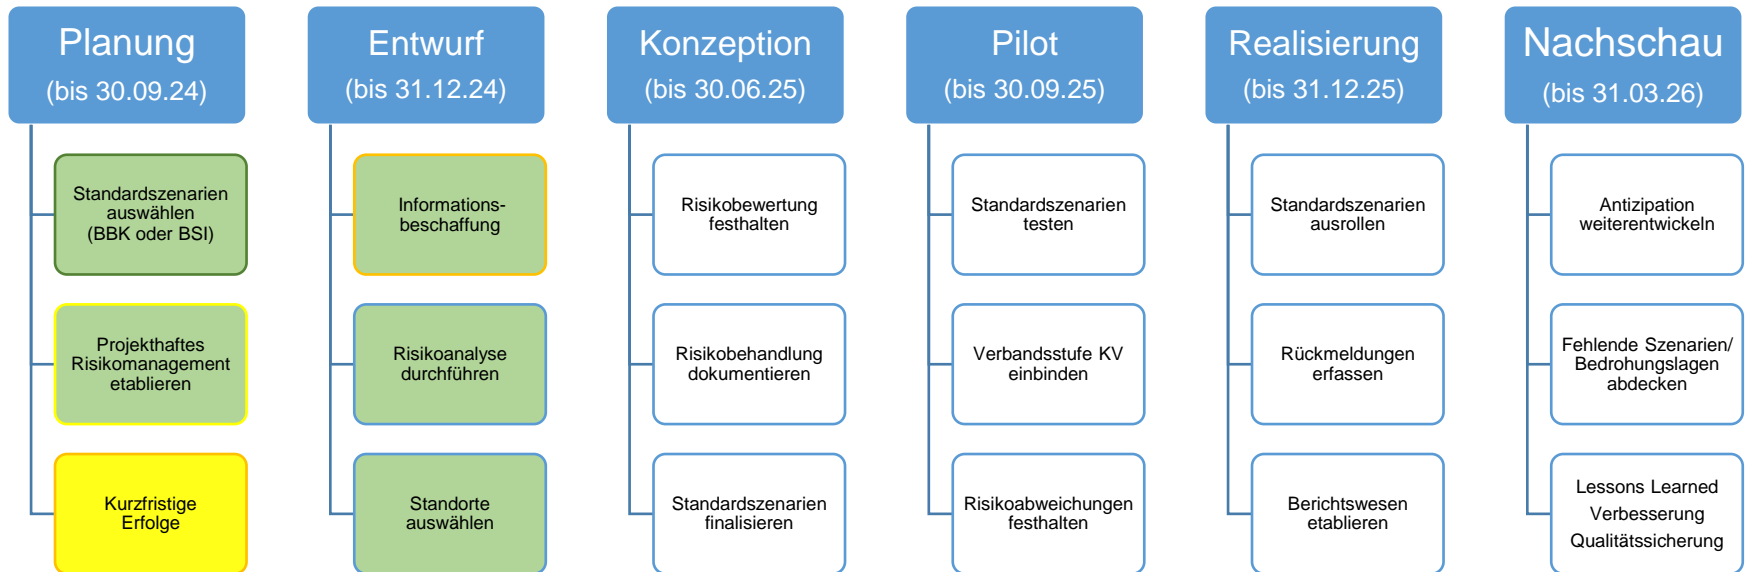 Planung
(bis 30.09.24)
Standardszenarien
auswählen
(BBK oder BSI)
Projekthaftes
Risikomanagement
etablieren
Kurzfristige
Erfolge
Entwurf
(bis 31.12.24)
Informations-
beschaffung
Risikoanalyse
durchführen
Standorte
auswählen
Konzeption
(bis 30.06.25)
Risikobewertung
festhalten
Risikobehandlung
dokumentieren
Standardszenarien
finalisieren
Pilot
(bis 30.09.25)
Standardszenarien
testen
Verbandsstufe KV
einbinden
Risikoabweichungen
festhalten
Realisierung
(bis 31.12.25)
Standardszenarien
ausrollen
Rückmeldungen
erfassen
Berichtswesen
etablieren
Nachschau
(bis 31.03.26)
Antizipation
weiterentwickeln
Fehlende Szenarien/
Bedrohungslagen
abdecken
Lessons Learned
Verbesserung
Qualitätssicherung